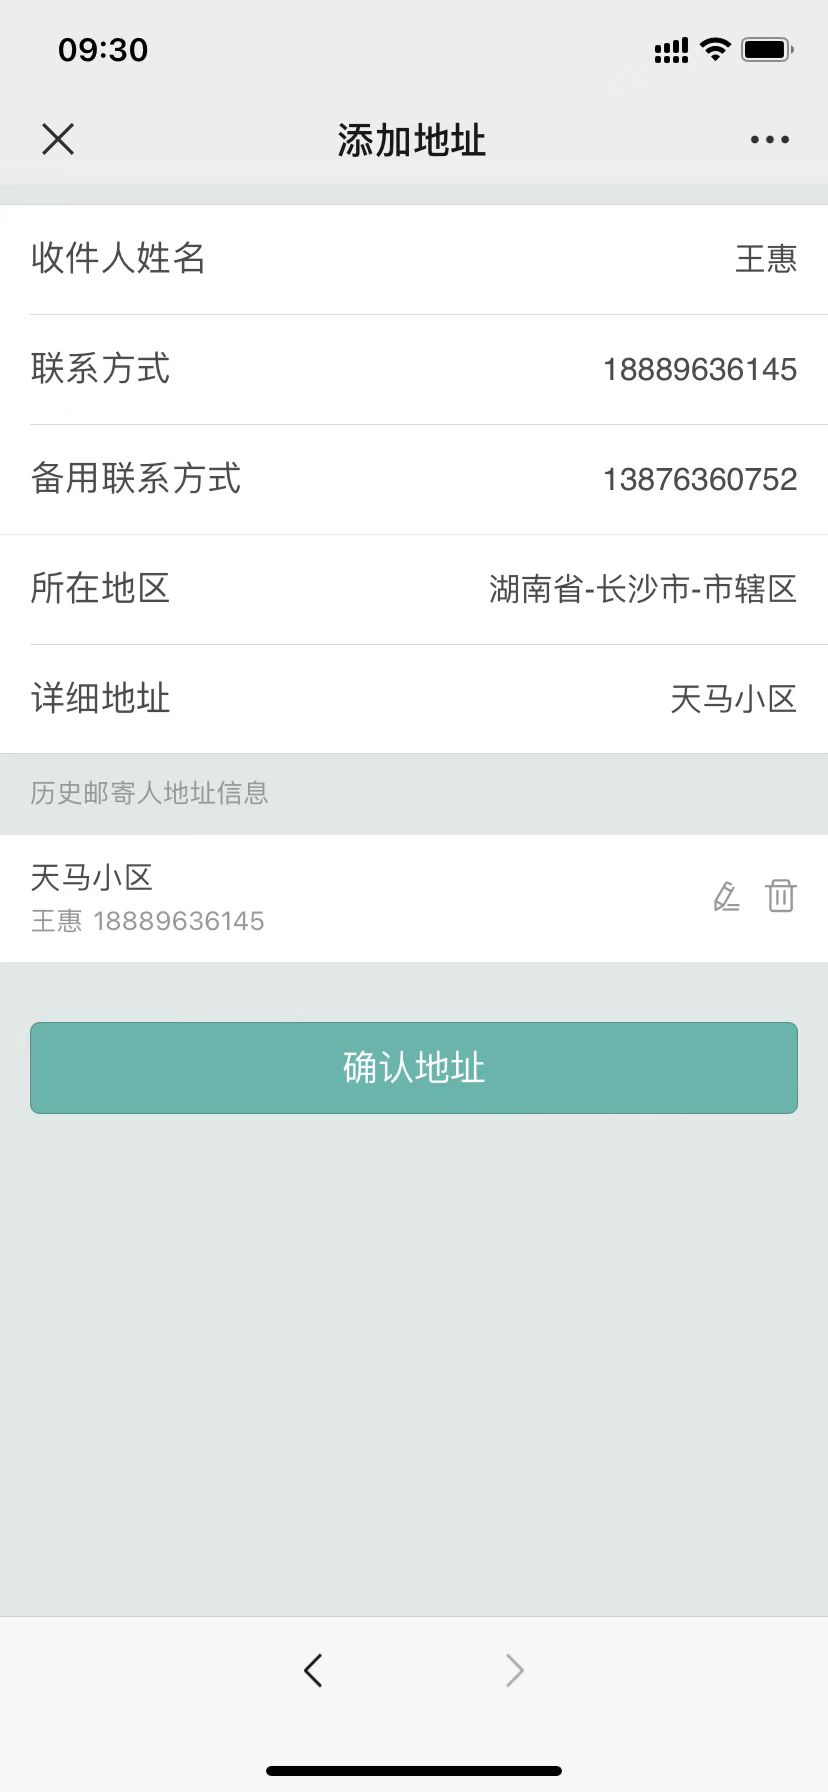 09:30
添加地址
收件人姓名 王惠
联系方式 18889636145
备用联系方式 13876360752
所在地区 湖南省-长沙市-市辖区
详细地址 天马小区
历史邮寄人地址信息
天马小区
王惠 18889636145
确认地址